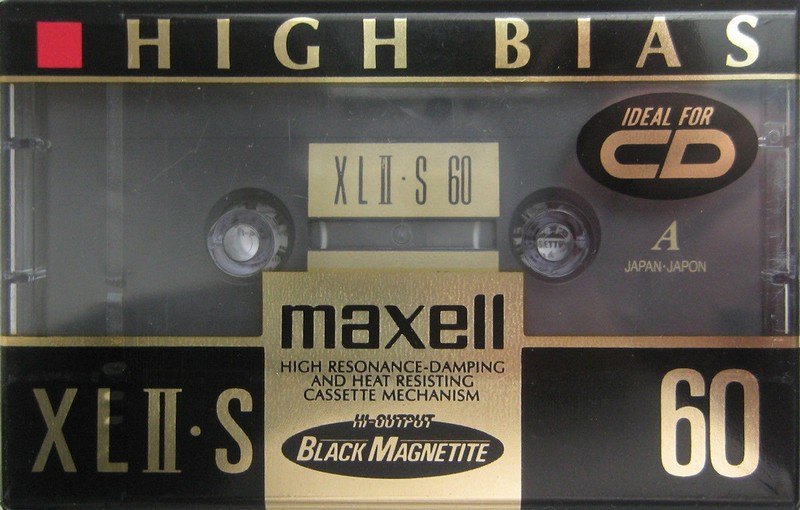 HIGH BIAS
IDEAL FOR
CD
XLII·S 60
A
JAPAN·JAPON
maxell
HIGH RESONANCE-DAMPING
AND HEAT RESISTING
CASSETTE MECHANISM
HI-OUTPUT
BLACK MAGNETITE
XLII·S
60